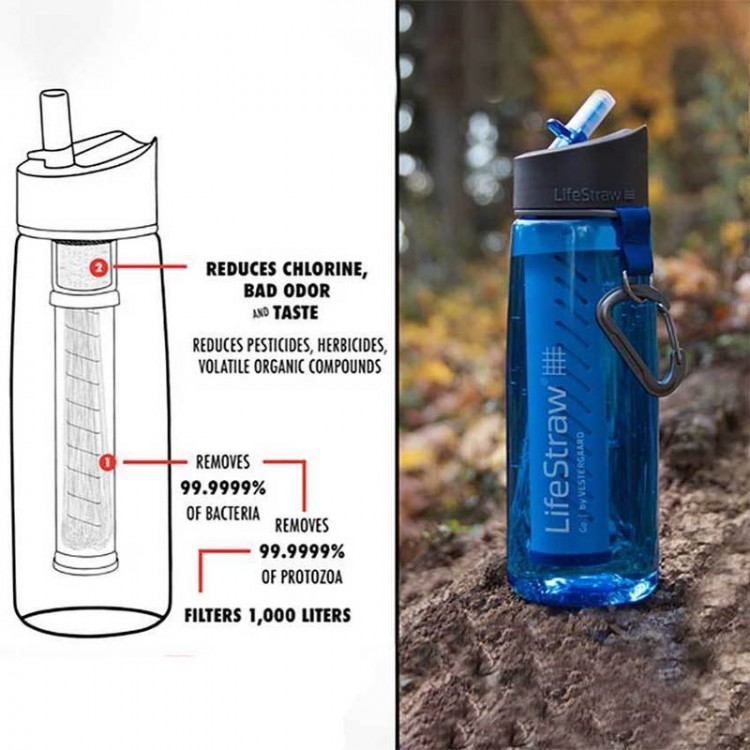 2
REDUCES CHLORINE,
BAD ODOR
AND TASTE
REDUCES PESTICIDES, HERBICIDES,
VOLATILE ORGANIC COMPOUNDS
1
REMOVES
99.9999%
OF BACTERIA
REMOVES
99.9999%
OF PROTOZOA
FILTERS 1,000 LITERS
LifeStraw
LifeStraw®
Go | by VESTERGAARD